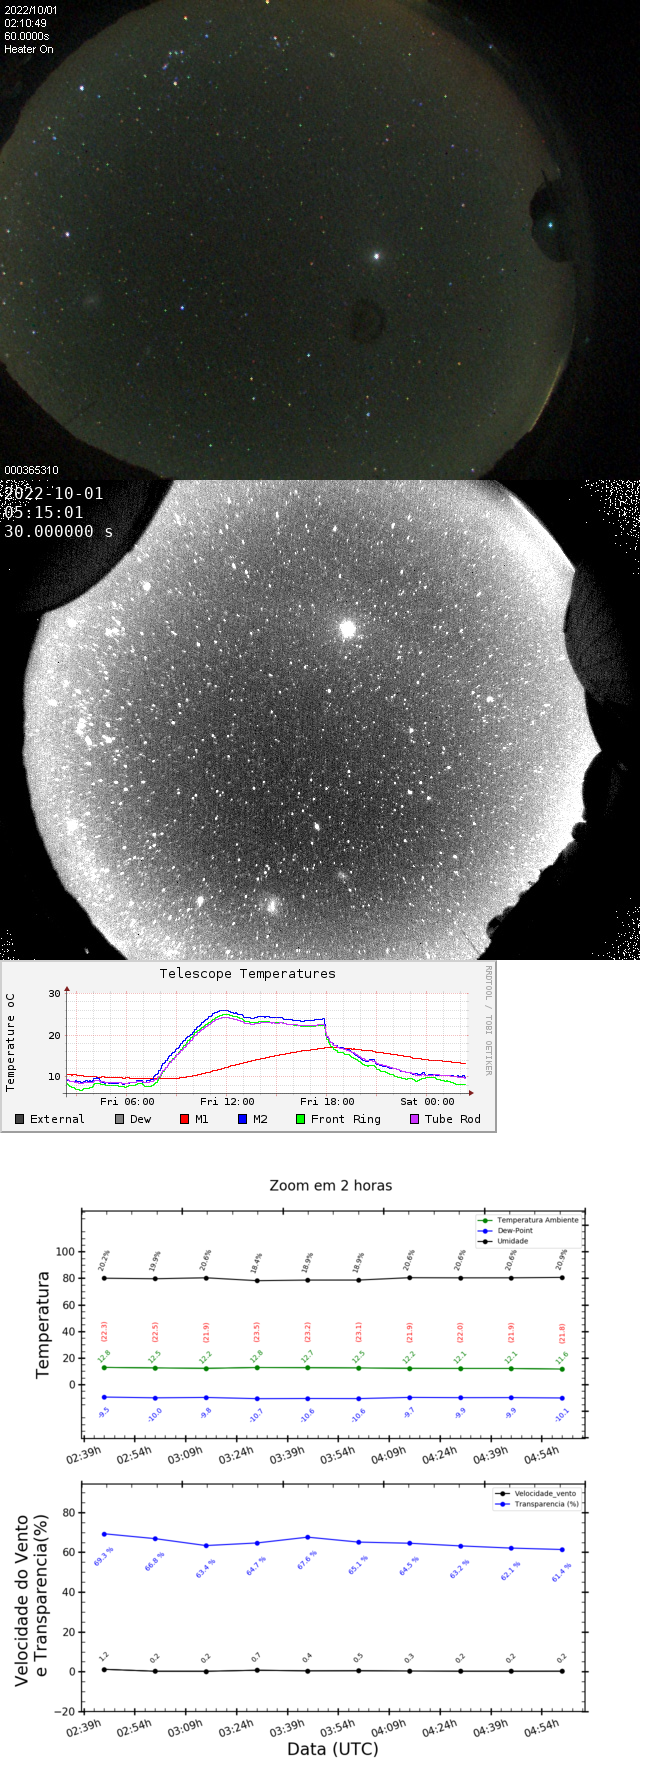 2022/10/01
02:10:49
60.0000s
Heater On
000365310
2022-10-01
05:15:01
30.000000 s
Telescope Temperatures
RRDTOOL / TOBI OETIKER
Temperature oC
30
20
10
Fri 06:00 Fri 12:00 Fri 18:00 Sat 00:00
External Dew M1 M2 Front Ring Tube Rod
Zoom em 2 horas
Temperatura Ambiente
Dew-Point
Umidade
Temperatura
100
80
60
40
20
0
20.2% 19.9% 20.6% 18.4% 18.9% 18.9% 20.6% 20.6% 20.6% 20.9%
(22.3) (22.5) (21.9) (23.5) (23.2) (23.1) (21.9) (22.0) (21.9) (21.8)
12.8 12.5 12.2 12.8 12.7 12.5 12.2 12.1 12.1 11.6
-9.5 -10.0 -9.8 -10.7 -10.6 -10.6 -9.7 -9.9 -9.9 -10.1
02:39h 02:54h 03:09h 03:24h 03:39h 03:54h 04:09h 04:24h 04:39h 04:54h
Velocidade_vento
Transparencia (%)
Velocidade do Vento
e Transparencia(%)
80
60
40
20
0
−20
69.3 % 66.8 % 63.4 % 64.7 % 67.6 % 65.1 % 64.5 % 63.2 % 62.1 % 61.4 %
1.2 0.2 0.2 0.7 0.4 0.5 0.3 0.2 0.2 0.2
02:39h 02:54h 03:09h 03:24h 03:39h 03:54h 04:09h 04:24h 04:39h 04:54h
Data (UTC)